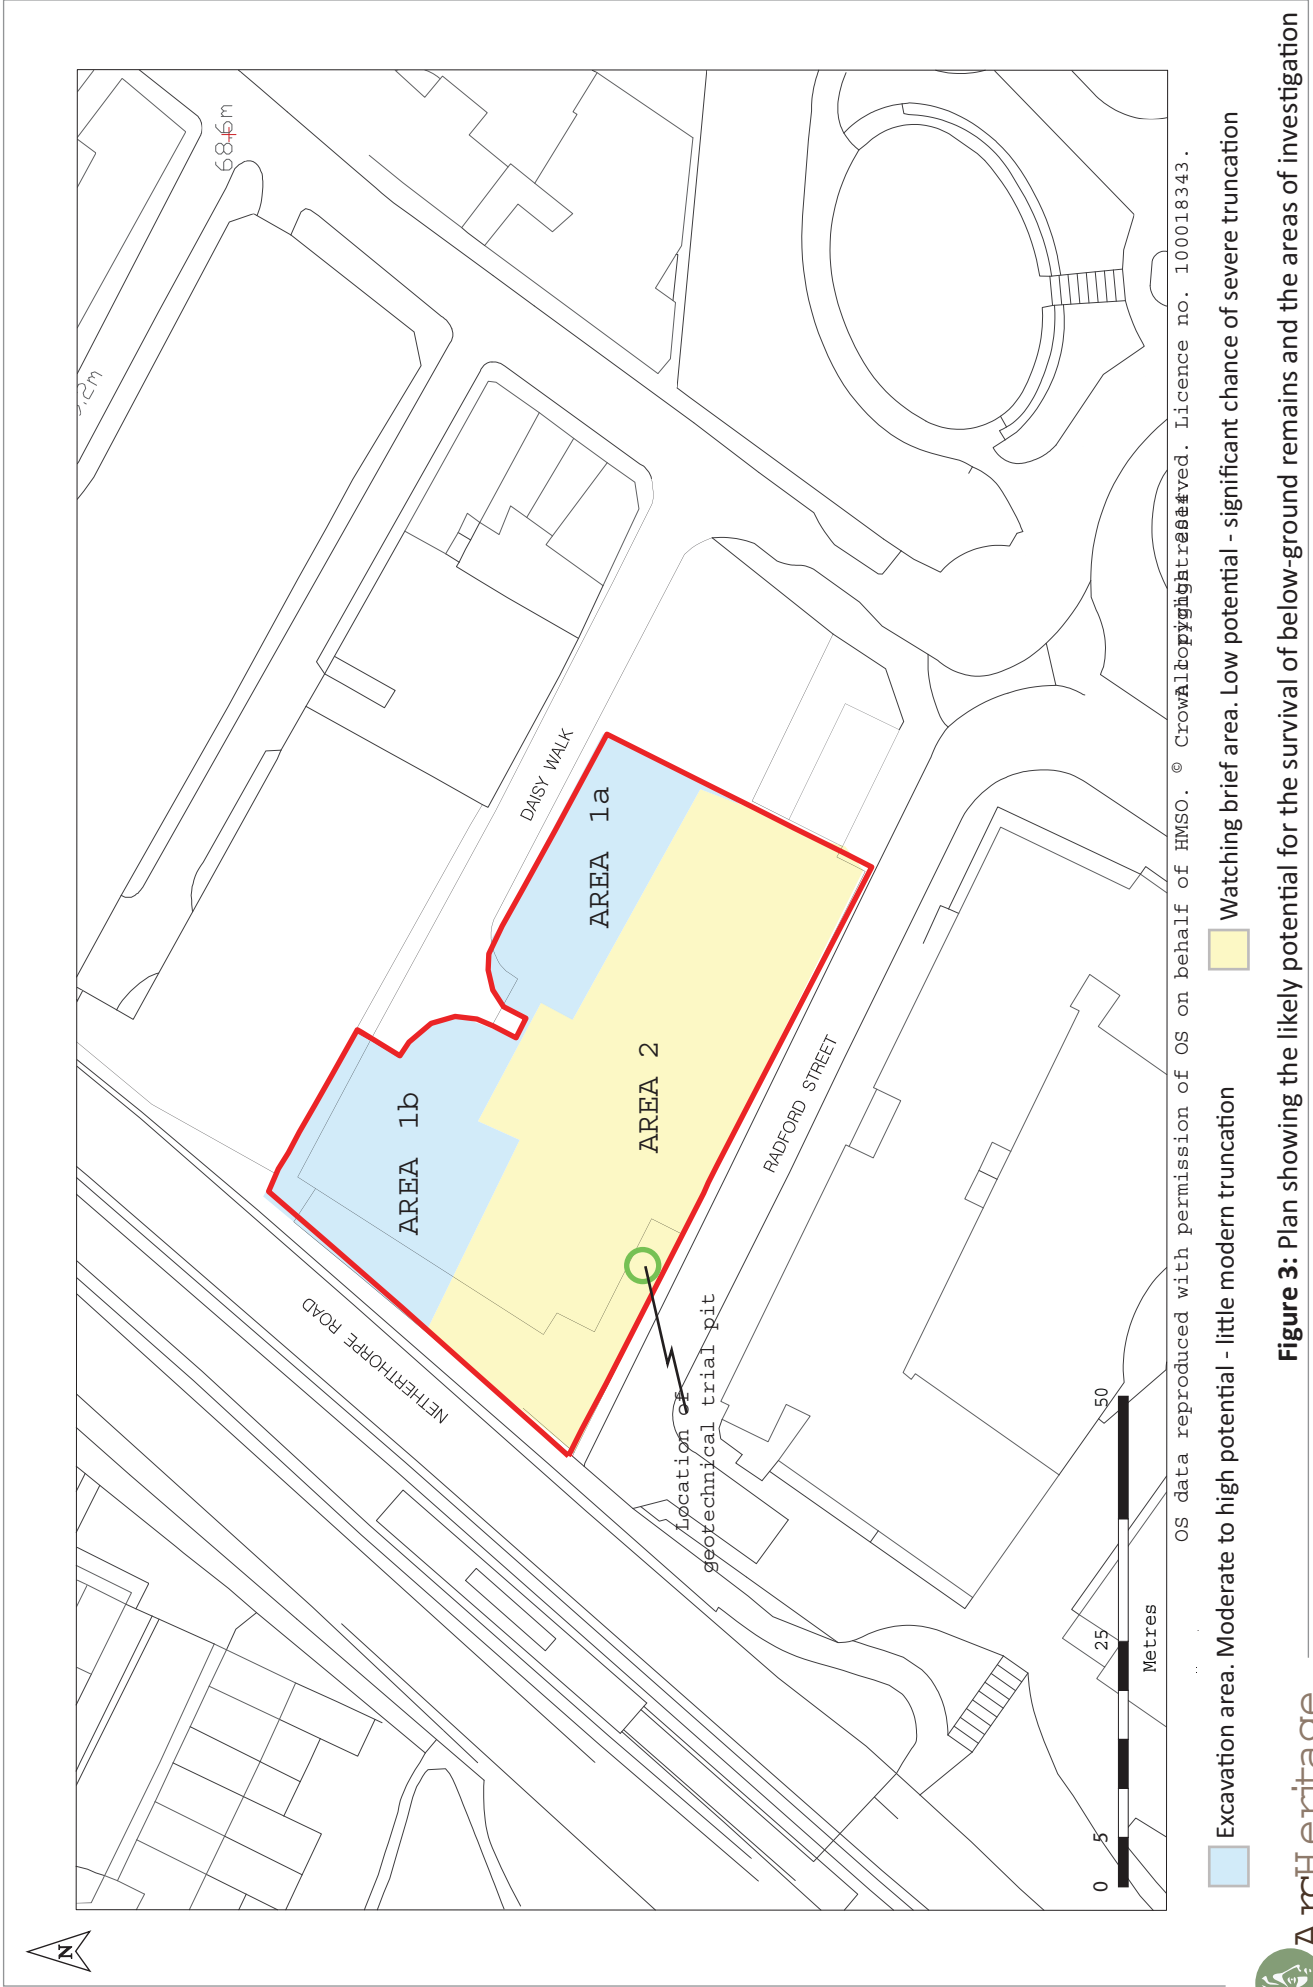 N
68.6m
DAISY WALK
AREA 1a
AREA 1b
AREA 2
NETHERTHORPE ROAD
RADFORD STREET
Location of
geotechnical trial pit
0 5 25 50
Metres
OS data reproduced with permission of OS on behalf of HMSO. © Licence no. 100018343.
Excavation area. Moderate to high potential - little modern truncation
Watching brief area. Low potential - significant chance of severe truncation
Figure 3: Plan showing the likely potential for the survival of below-ground remains and the areas of investigation
ArcHeritage